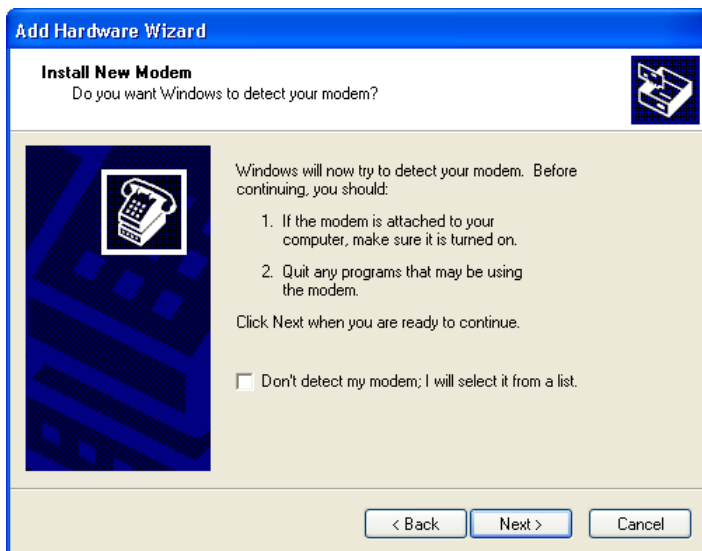 Add Hardware Wizard
Install New Modem
Do you want Windows to detect your modem?
Windows will now try to detect your modem. Before
continuing, you should:
1. If the modem is attached to your
computer, make sure it is turned on.
2. Quit any programs that may be using
the modem.
Click Next when you are ready to continue.
Don't detect my modem; I will select it from a list.
< Back Next > Cancel